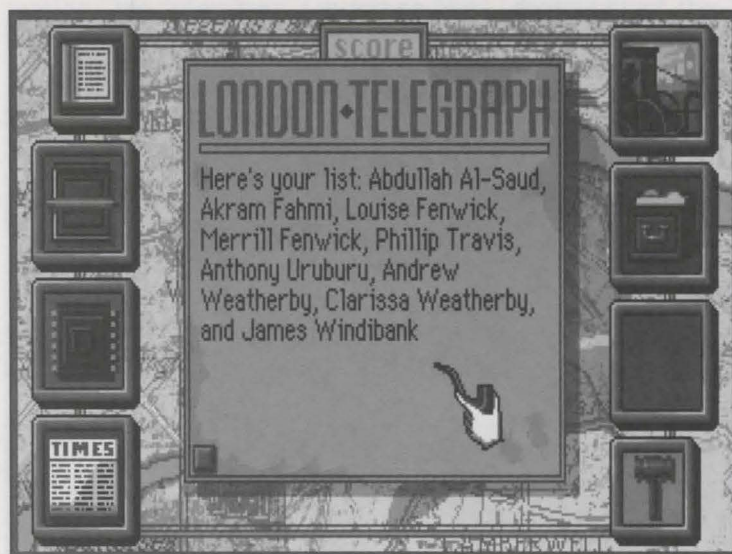 score
LONDON◆TELEGRAPH
Here's your list: Abdullah Al-Saud,
Akram Fahmi, Louise Fenwick,
Merrill Fenwick, Phillip Travis,
Anthony Uruburu, Andrew
Weatherby, Clarissa Weatherby,
and James Windibank
TIMES